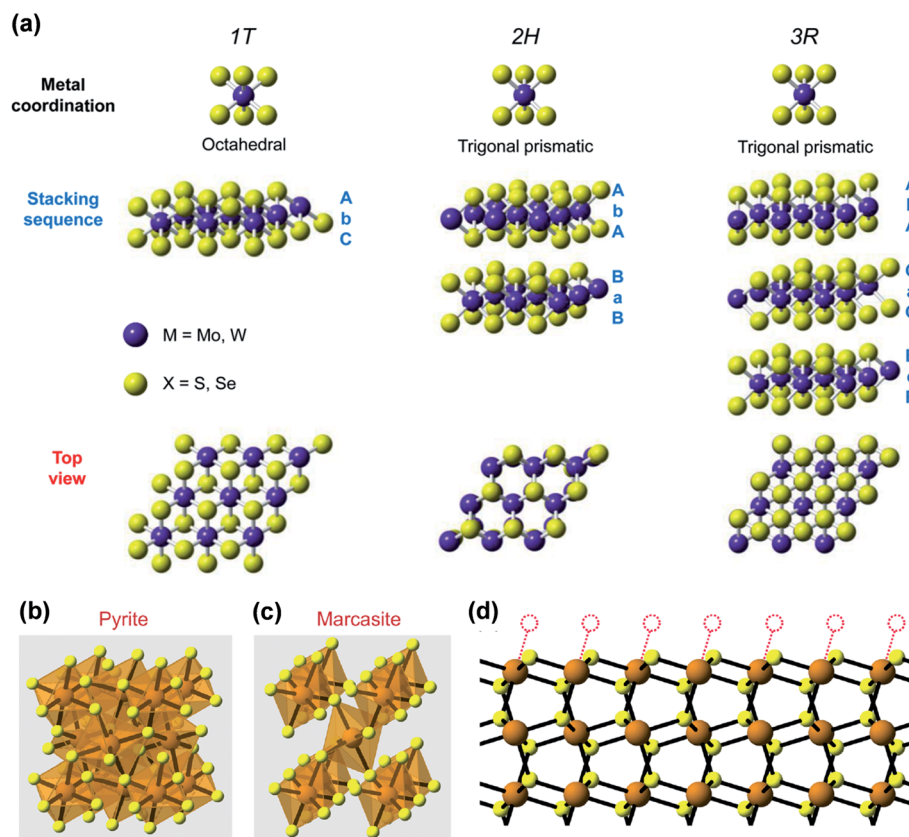 (a)
1T
2H
3R
Metal
coordination
Octahedral
Trigonal prismatic
Trigonal prismatic
Stacking
sequence
A
b
C
A
b
A
B
a
B
M = Mo, W
X = S, Se
Top
view
(b)
Pyrite
(c)
Marcasite
(d)